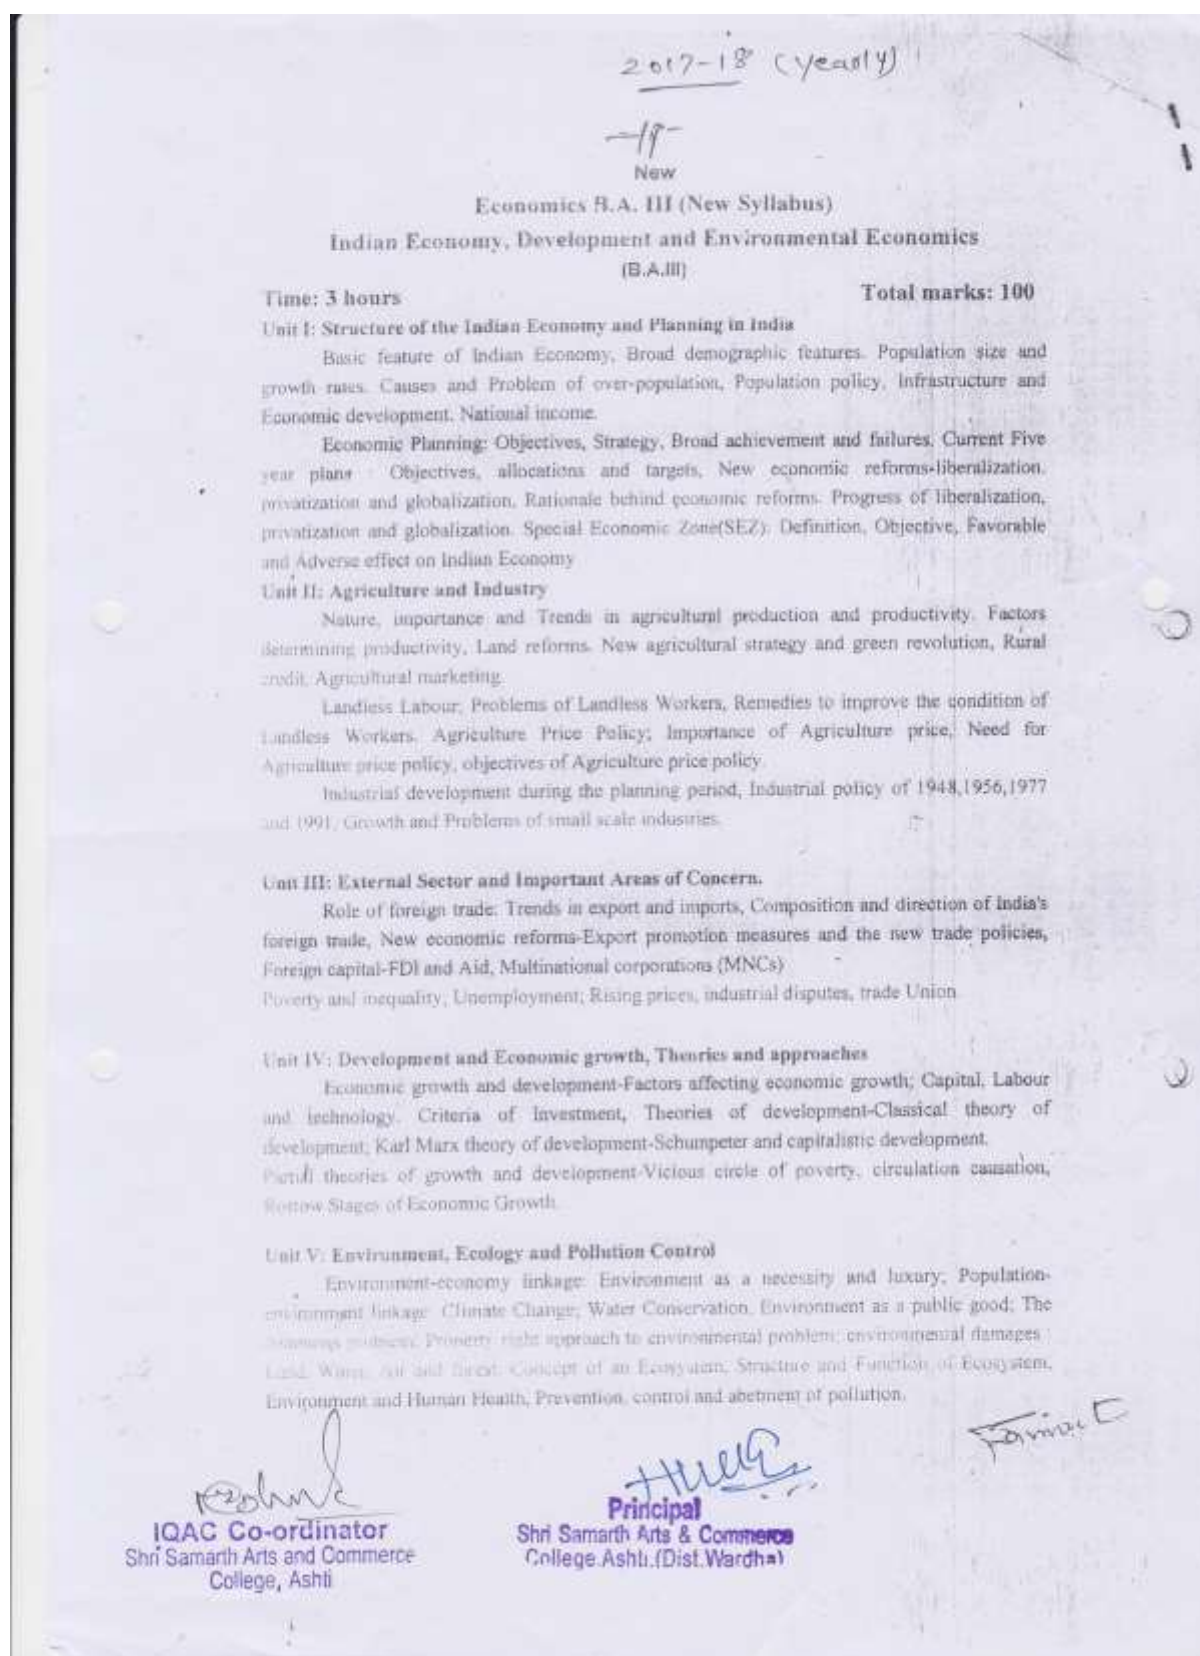 2017-18 (Yearly)
-18-
New
Economics B.A. III (New Syllabus)
Indian Economy, Development and Environmental Economics
(B.A.III)
Time: 3 hours Total marks: 100
Unit I: Structure of the Indian Economy and Planning in India
Basic feature of Indian Economy, Broad demographic features. Population size and
growth rates. Causes and Problem of over-population, Population policy, Infrastructure and
Economic development, National income.
Economic Planning: Objectives, Strategy, Broad achievement and failures. Current Five
year plans : Objectives, allocations and targets, New economic reforms-liberalization,
privatization and globalization, Rationale behind economic reforms. Progress of liberalization,
privatization and globalization. Special Economic Zone(SEZ): Definition, Objective, Favorable
and Adverse effect on Indian Economy
Unit II: Agriculture and Industry
Nature, importance and Trends in agricultural production and productivity. Factors
determining productivity, Land reforms. New agricultural strategy and green revolution, Rural
credit, Agricultural marketing.
Landless Labour; Problems of Landless Workers, Remedies to improve the condition of
Landless Workers. Agriculture Price Policy; Importance of Agriculture price, Need for
Agriculture price policy, objectives of Agriculture price policy.
Industrial development during the planning period, Industrial policy of 1948,1956,1977
and 1991, Growth and Problems of small scale industries.
Unit III: External Sector and Important Areas of Concern.
Role of foreign trade: Trends in export and imports, Composition and direction of India's
foreign trade, New economic reforms-Export promotion measures and the new trade policies,
Foreign capital-FDI and Aid, Multinational corporations (MNCs)
Poverty and inequality; Unemployment; Rising prices, industrial disputes, trade Union
Unit IV: Development and Economic growth, Theories and approaches
Economic growth and development-Factors affecting economic growth; Capital, Labour
and technology. Criteria of Investment, Theories of development-Classical theory of
development; Karl Marx theory of development-Schumpeter and capitalistic development.
Partial theories of growth and development-Vicious circle of poverty, circulation causation,
Rostow Stages of Economic Growth.
Unit V: Environment, Ecology and Pollution Control
Environment-economy linkage: Environment as a necessity and luxury; Population-
environment linkage. Climate Change; Water Conservation, Environment as a public good; The
Property right approach to environmental problem; environmental damages :
Land, Water, Air and forest. Concept of an Ecosystem, Structure and Function of Ecosystem,
Environment and Human Health, Prevention, control and abetment of pollution.
IQAC Co-ordinator
Shri Samarth Arts and Commerce
College, Ashti
Principal
Shri Samarth Arts & Commerce
College Ashti.(Dist.Wardha)